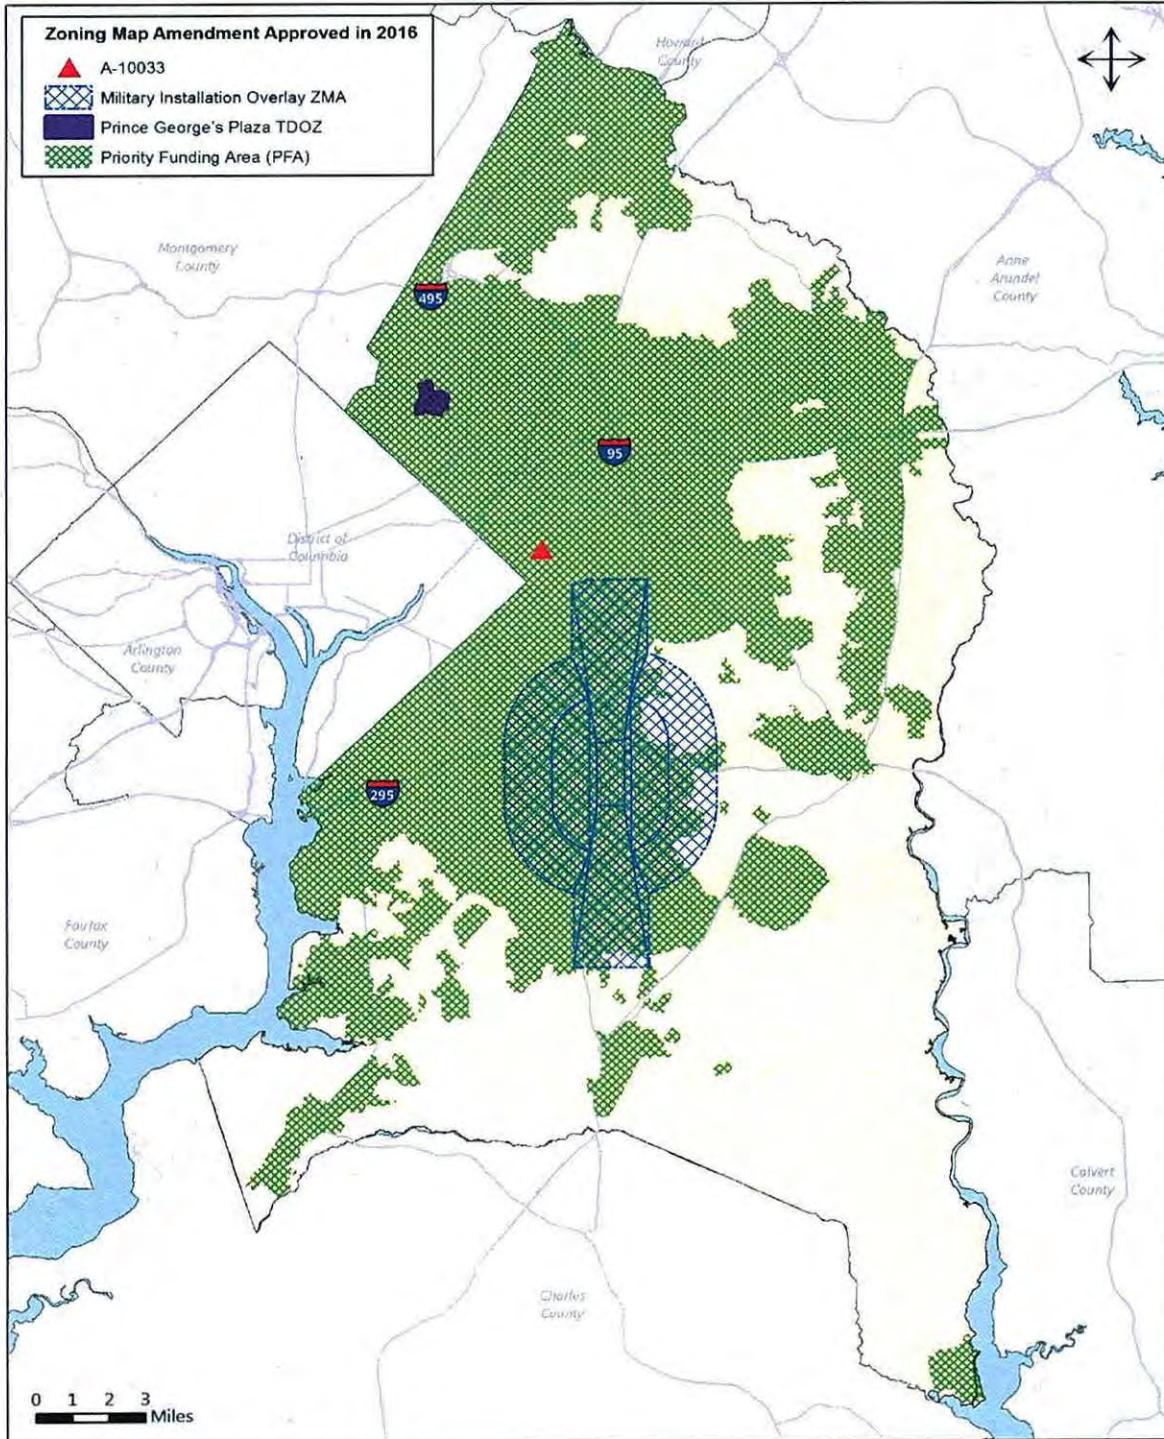 Zoning Map Amendment Approved in 2016
A-10033
Military Installation Overlay ZMA
Prince George's Plaza TDOZ
Priority Funding Area (PFA)
Howard
County
Montgomery
County
Anne
Arundel
County
495
95
District of
Columbia
Arlington
County
295
Fairfax
County
Calvert
County
Charles
County
0 1 2 3
Miles